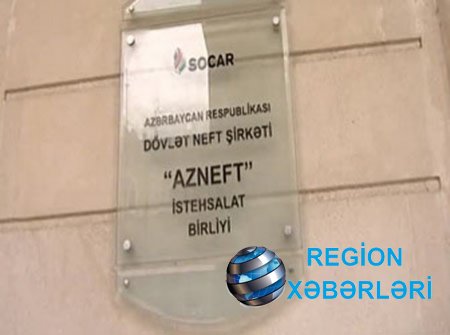 SOCAR
AZƏRBAYCAN RESPUBLİKASI
DÖVLƏT NEFT ŞİRKƏTİ
“AZNEFT”
İSTEHSALAT
BİRLİYİ
REGİON
XƏBƏRLƏRİ